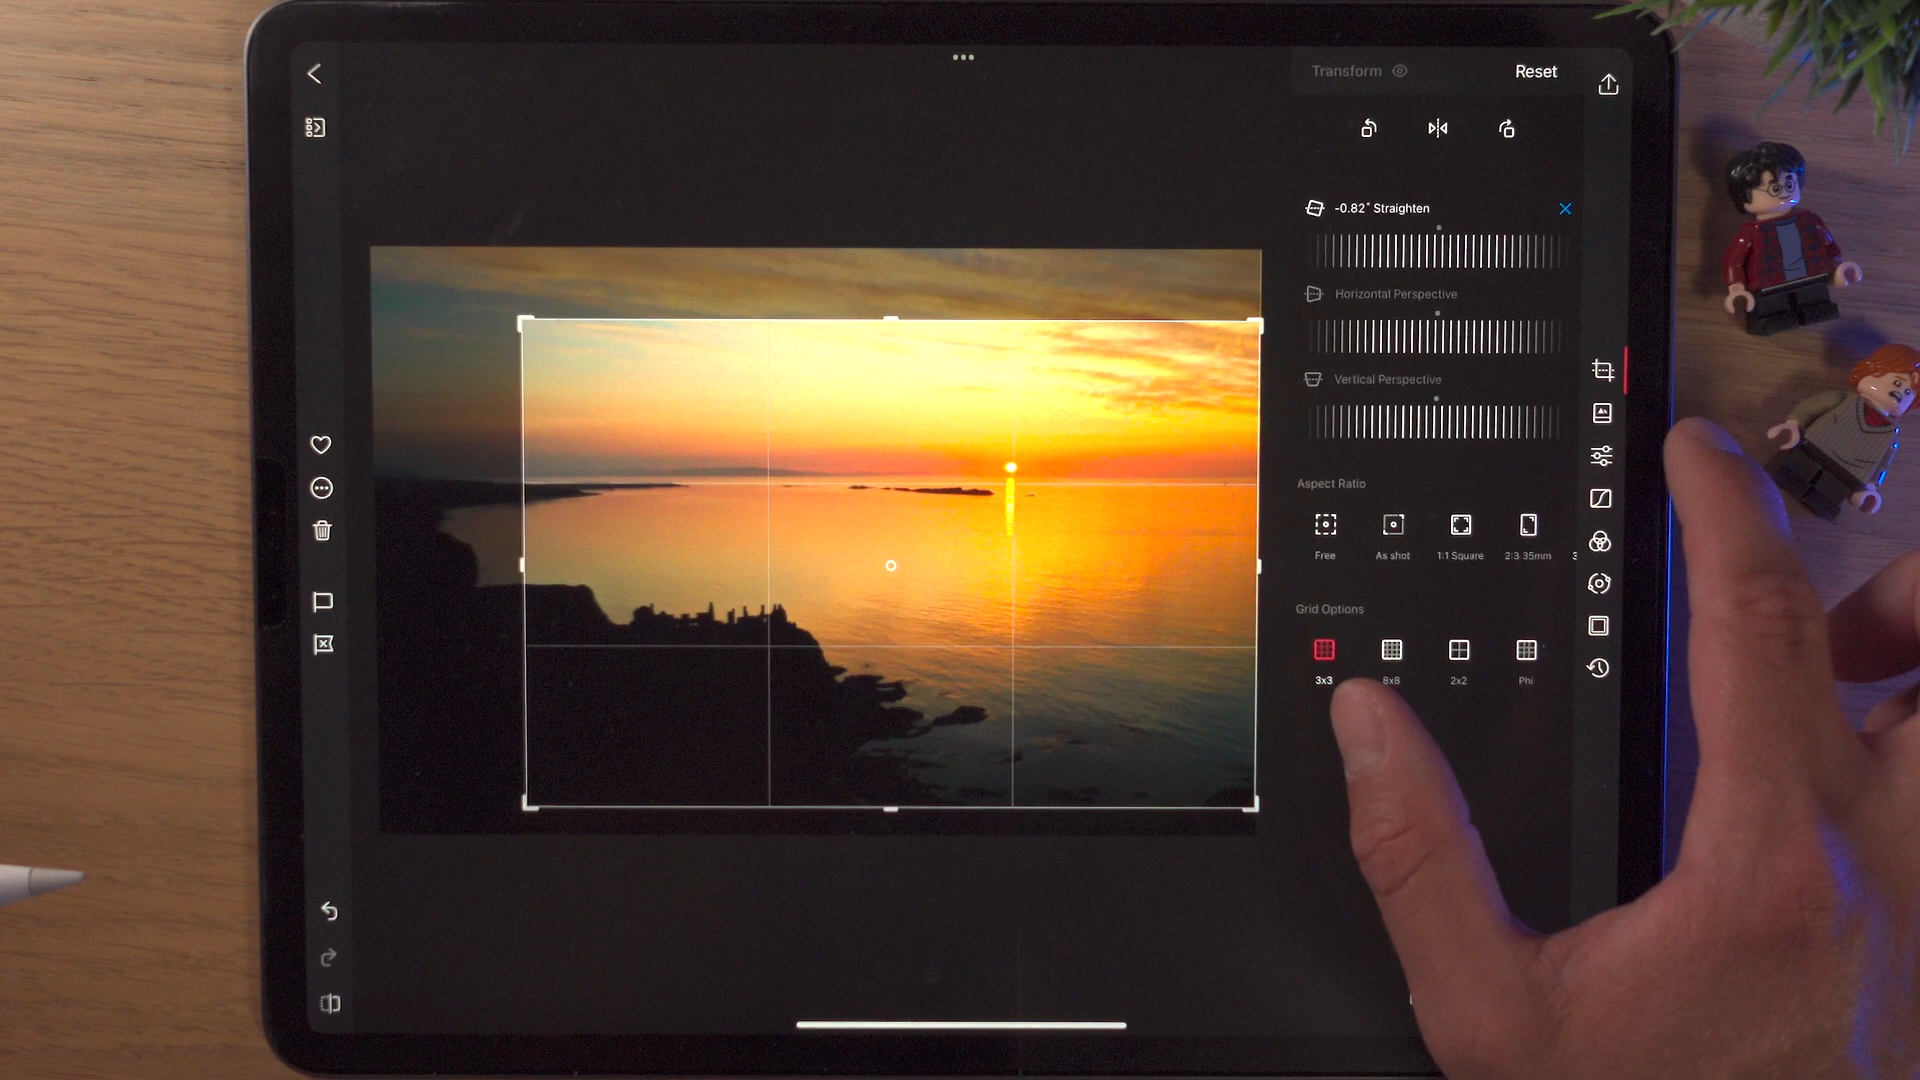 Transform
Reset
-0.82° Straighten
Horizontal Perspective
Vertical Perspective
Aspect Ratio
Free As shot 1:1 Square 2:3 35mm 3
Grid Options
3x3 8x8 2x2 Phi